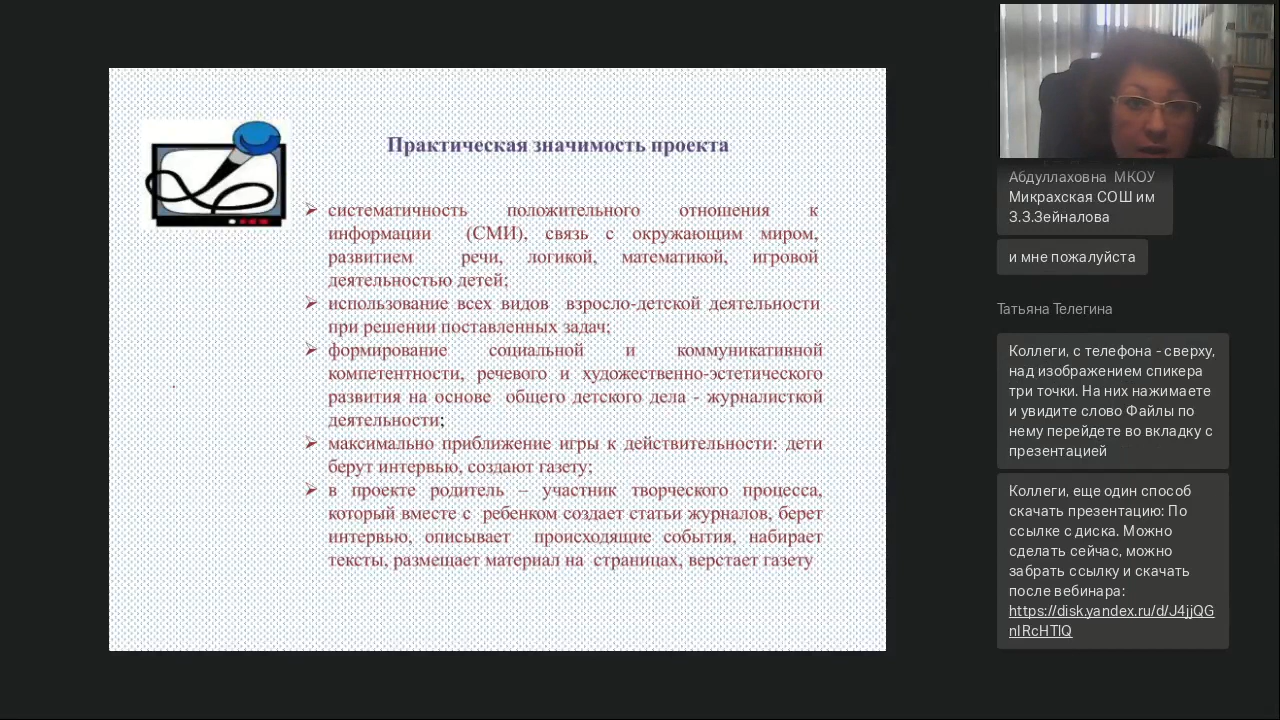 Практическая значимость проекта
систематичность положительного отношения к
информации (СМИ), связь с окружающим миром,
развитием речи, логикой, математикой, игровой
деятельностью детей;
использование всех видов взросло-детской деятельности
при решении поставленных задач;
формирование социальной и коммуникативной
компетентности, речевого и художественно-эстетического
развития на основе общего детского дела - журналисткой
деятельности;
максимально приближение игры к действительности: дети
берут интервью, создают газету;
в проекте родитель – участник творческого процесса,
который вместе с ребенком создает статьи журналов, берет
интервью, описывает происходящие события, набирает
тексты, размещает материал на страницах, верстает газету
Абдуллаховна МКОУ
Микрахская СОШ им
З.З.Зейналова
и мне пожалуйста
Татьяна Телегина
Коллеги, с телефона - сверху,
над изображением спикера
три точки. На них нажимаете
и увидите слово Файлы по
нему перейдете во вкладку с
презентацией
Коллеги, еще один способ
скачать презентацию: По
ссылке с диска. Можно
сделать сейчас, можно
забрать ссылку и скачать
после вебинара:
https://disk.yandex.ru/d/J4jjQG
nIRcHTlQ